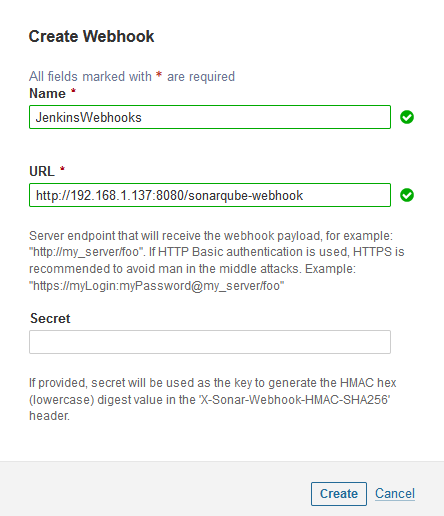 Create Webhook
All fields marked with * are required
Name *
JenkinsWebhooks
URL *
http://192.168.1.137:8080/sonarqube-webhook
Server endpoint that will receive the webhook payload, for example:
"http://my_server/foo". If HTTP Basic authentication is used, HTTPS is
recommended to avoid man in the middle attacks. Example:
"https://myLogin:myPassword@my_server/foo"
Secret
If provided, secret will be used as the key to generate the HMAC hex
(lowercase) digest value in the 'X-Sonar-Webhook-HMAC-SHA256'
header.
Create Cancel